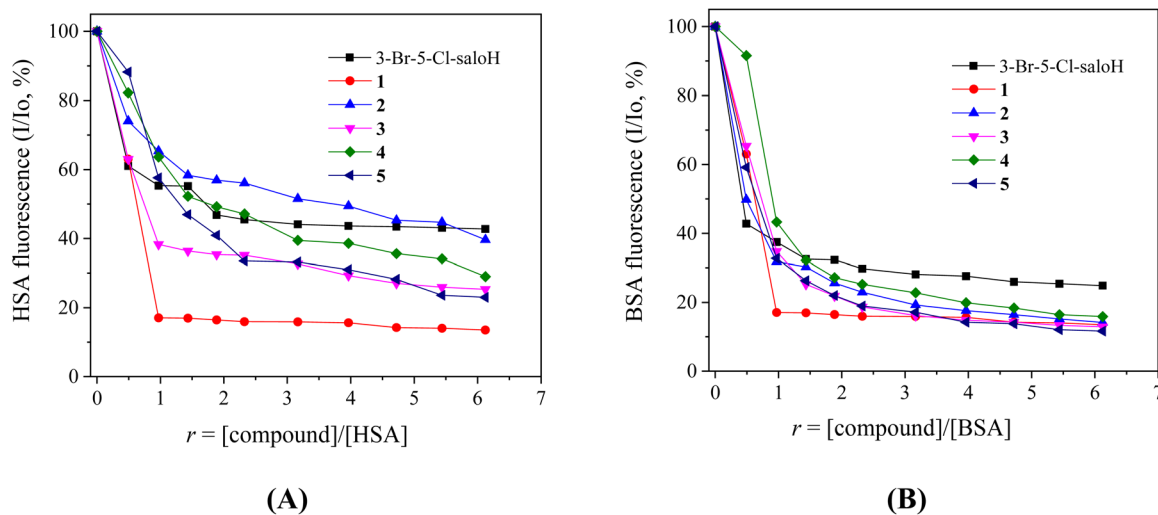 HSA fluorescence (I/Io, %)
100
80
60
40
20
0
3-Br-5-Cl-saloH
1
2
3
4
5
0 1 2 3 4 5 6 7
r = [compound]/[HSA]
(A)
BSA fluorescence (I/Io, %)
100
80
60
40
20
0
3-Br-5-Cl-saloH
1
2
3
4
5
0 1 2 3 4 5 6 7
r = [compound]/[BSA]
(B)